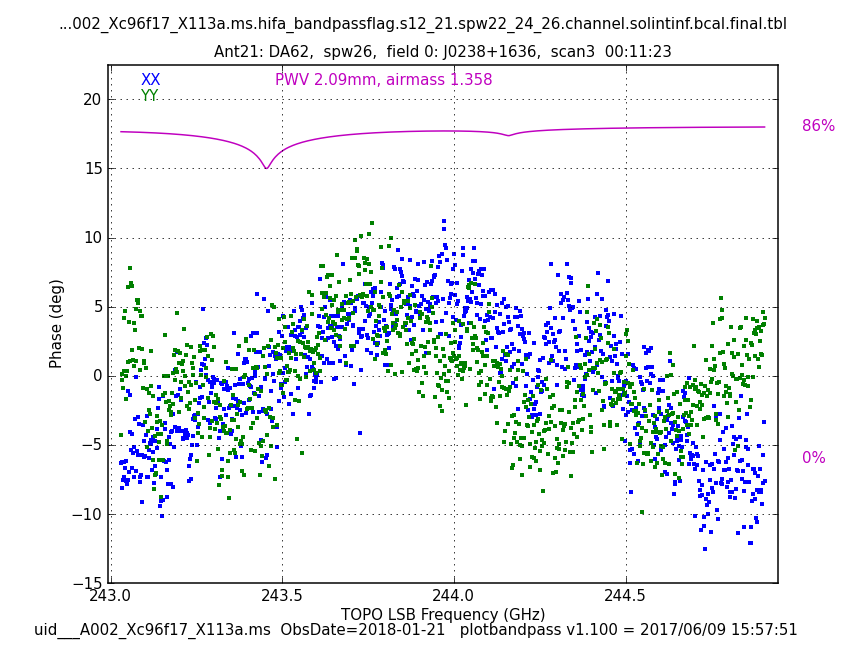 ...002_Xc96f17_X113a.ms.hifa_bandpassflag.s12_21.spw22_24_26.channel.solintinf.bcal.final.tbl
Ant21: DA62, spw26, field 0: J0238+1636, scan3 00:11:23
XX
YY
PWV 2.09mm, airmass 1.358
86%
0%
20
15
10
5
0
−5
−10
−15
Phase (deg)
243.0
243.5
244.0
244.5
TOPO LSB Frequency (GHz)
uid___A002_Xc96f17_X113a.ms ObsDate=2018-01-21 plotbandpass v1.100 = 2017/06/09 15:57:51